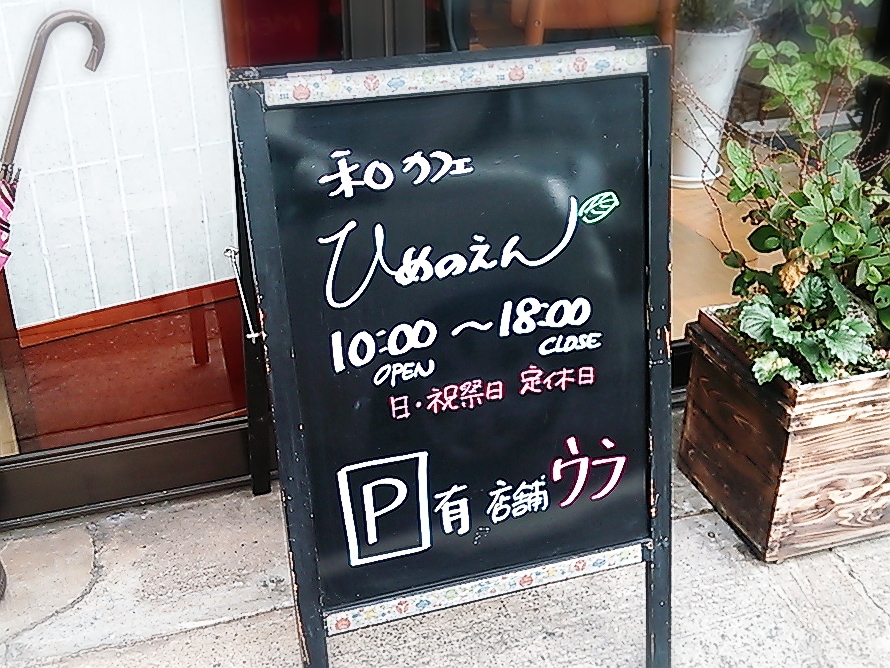 和カフェ
ひめのえん
10:00 〜 18:00
OPEN CLOSE
日・祝祭日 定休日
P 有 店舗ウラ